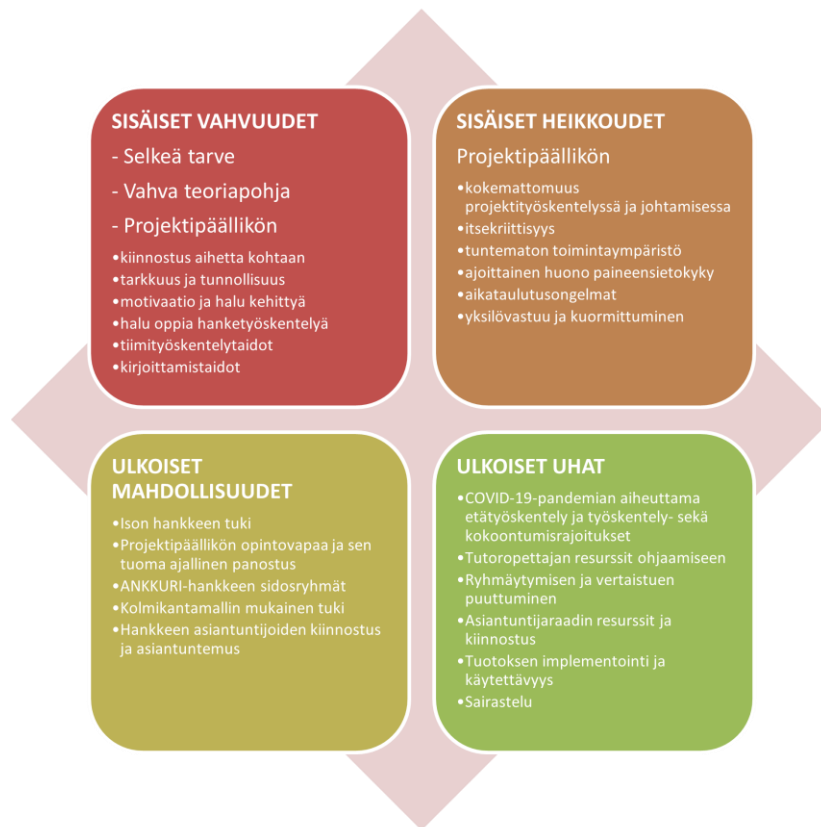 SISÄISET VAHVUUDET
- Selkeä tarve
- Vahva teoriapohja
- Projektipäällikön
•kiinnostus aihetta kohtaan
•tarkkuus ja tunnollisuus
•motivaatio ja halu kehittyä
•halu oppia hanketyöskentelyä
•tiimityöskentelytaidot
•kirjoittamistaidot
SISÄISET HEIKKOUDET
Projektipäällikön
•kokemattomuus
projektityöskentelyssä ja johtamisessa
•itsekriittisyys
•tuntematon toimintaympäristö
•ajoittainen huono paineensietokyky
•aikataulutusongelmat
•yksilövastuu ja kuormittuminen
ULKOISET
MAHDOLLISUUDET
•Ison hankkeen tuki
•Projektipäällikön opintovapaa ja sen
tuoma ajallinen panostus
•ANKKURI-hankkeen sidosryhmät
•Kolmikantamallin mukainen tuki
•Hankkeen asiantuntijoiden kiinnostus
ja asiantuntemus
ULKOISET UHAT
•COVID-19-pandemian aiheuttama
etätyöskentely ja työskentely- sekä
kokoontumisrajoitukset
•Tutoropettajan resurssit ohjaamiseen
•Ryhmäytymisen ja vertaistuen
puuttuminen
•Asiantuntijaraadin resurssit ja
kiinnostus
•Tuotoksen implementointi ja
käytettävyys
•Sairastelu